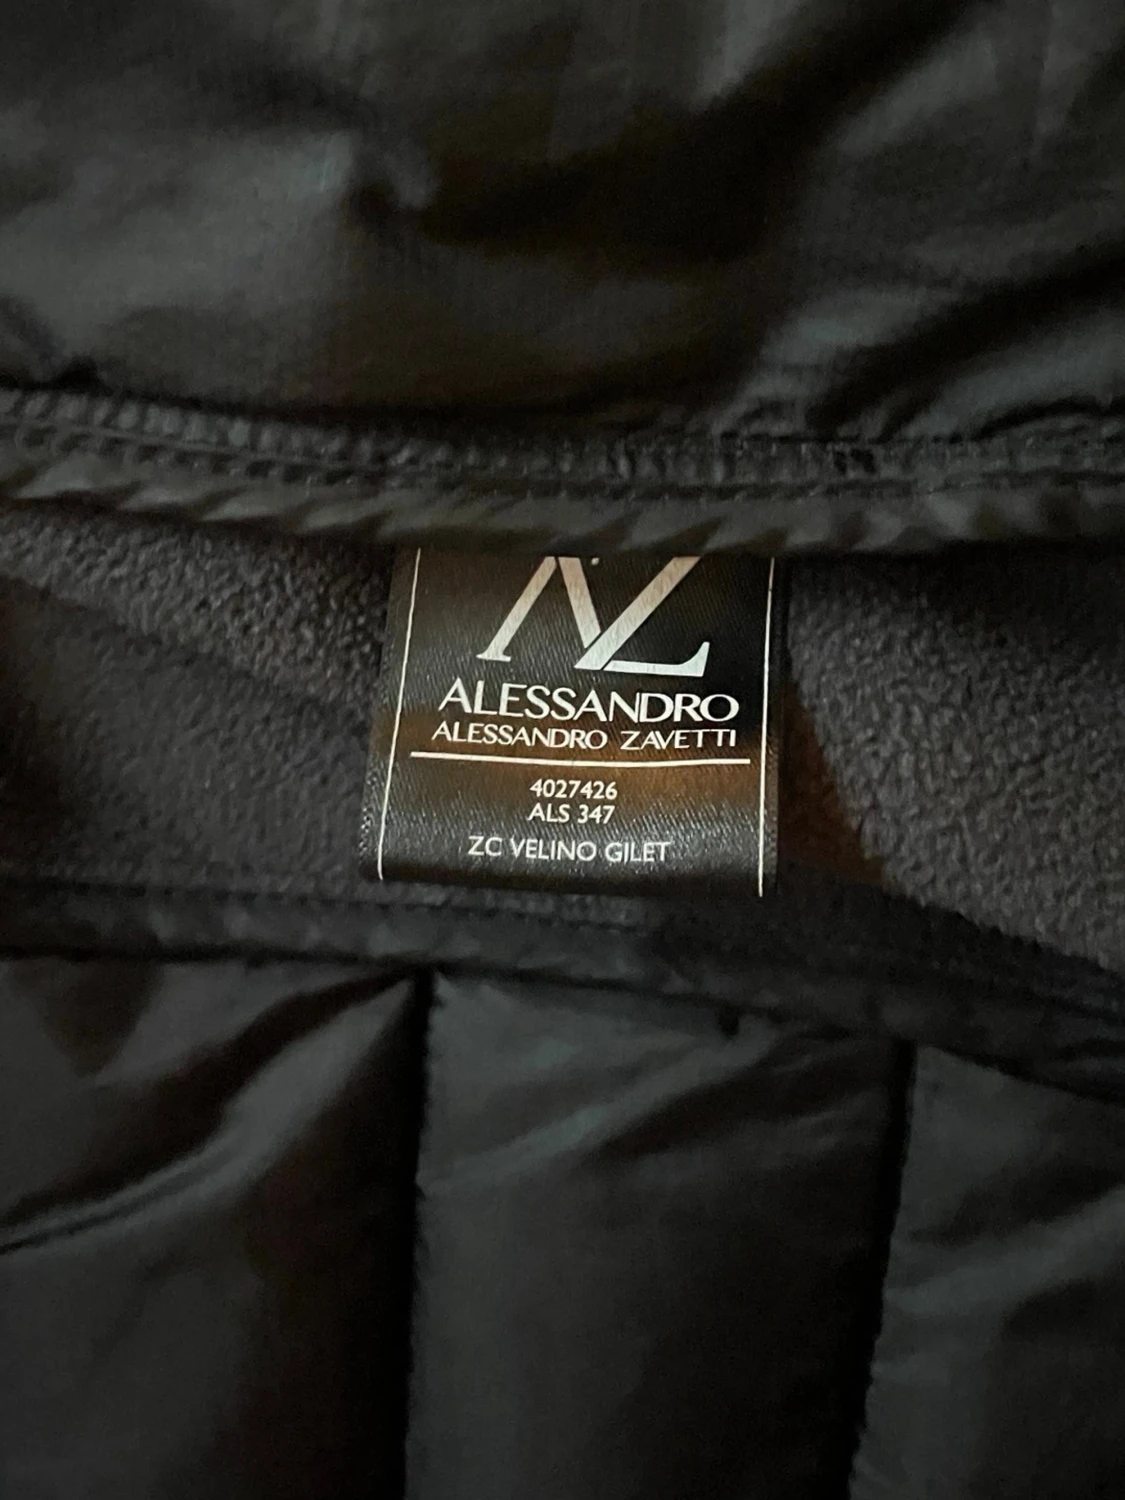 AZ
ALESSANDRO
ALESSANDRO ZAVETTI
4027426
ALS 347
ZC VELINO GILET